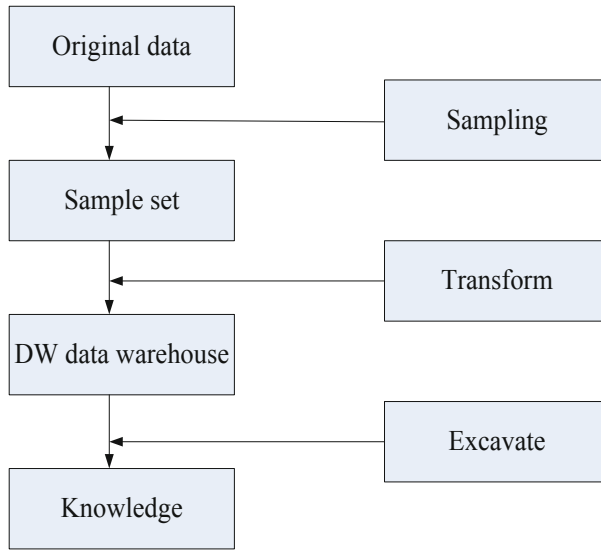 Original data
Sampling
Sample set
Transform
DW data warehouse
Excavate
Knowledge